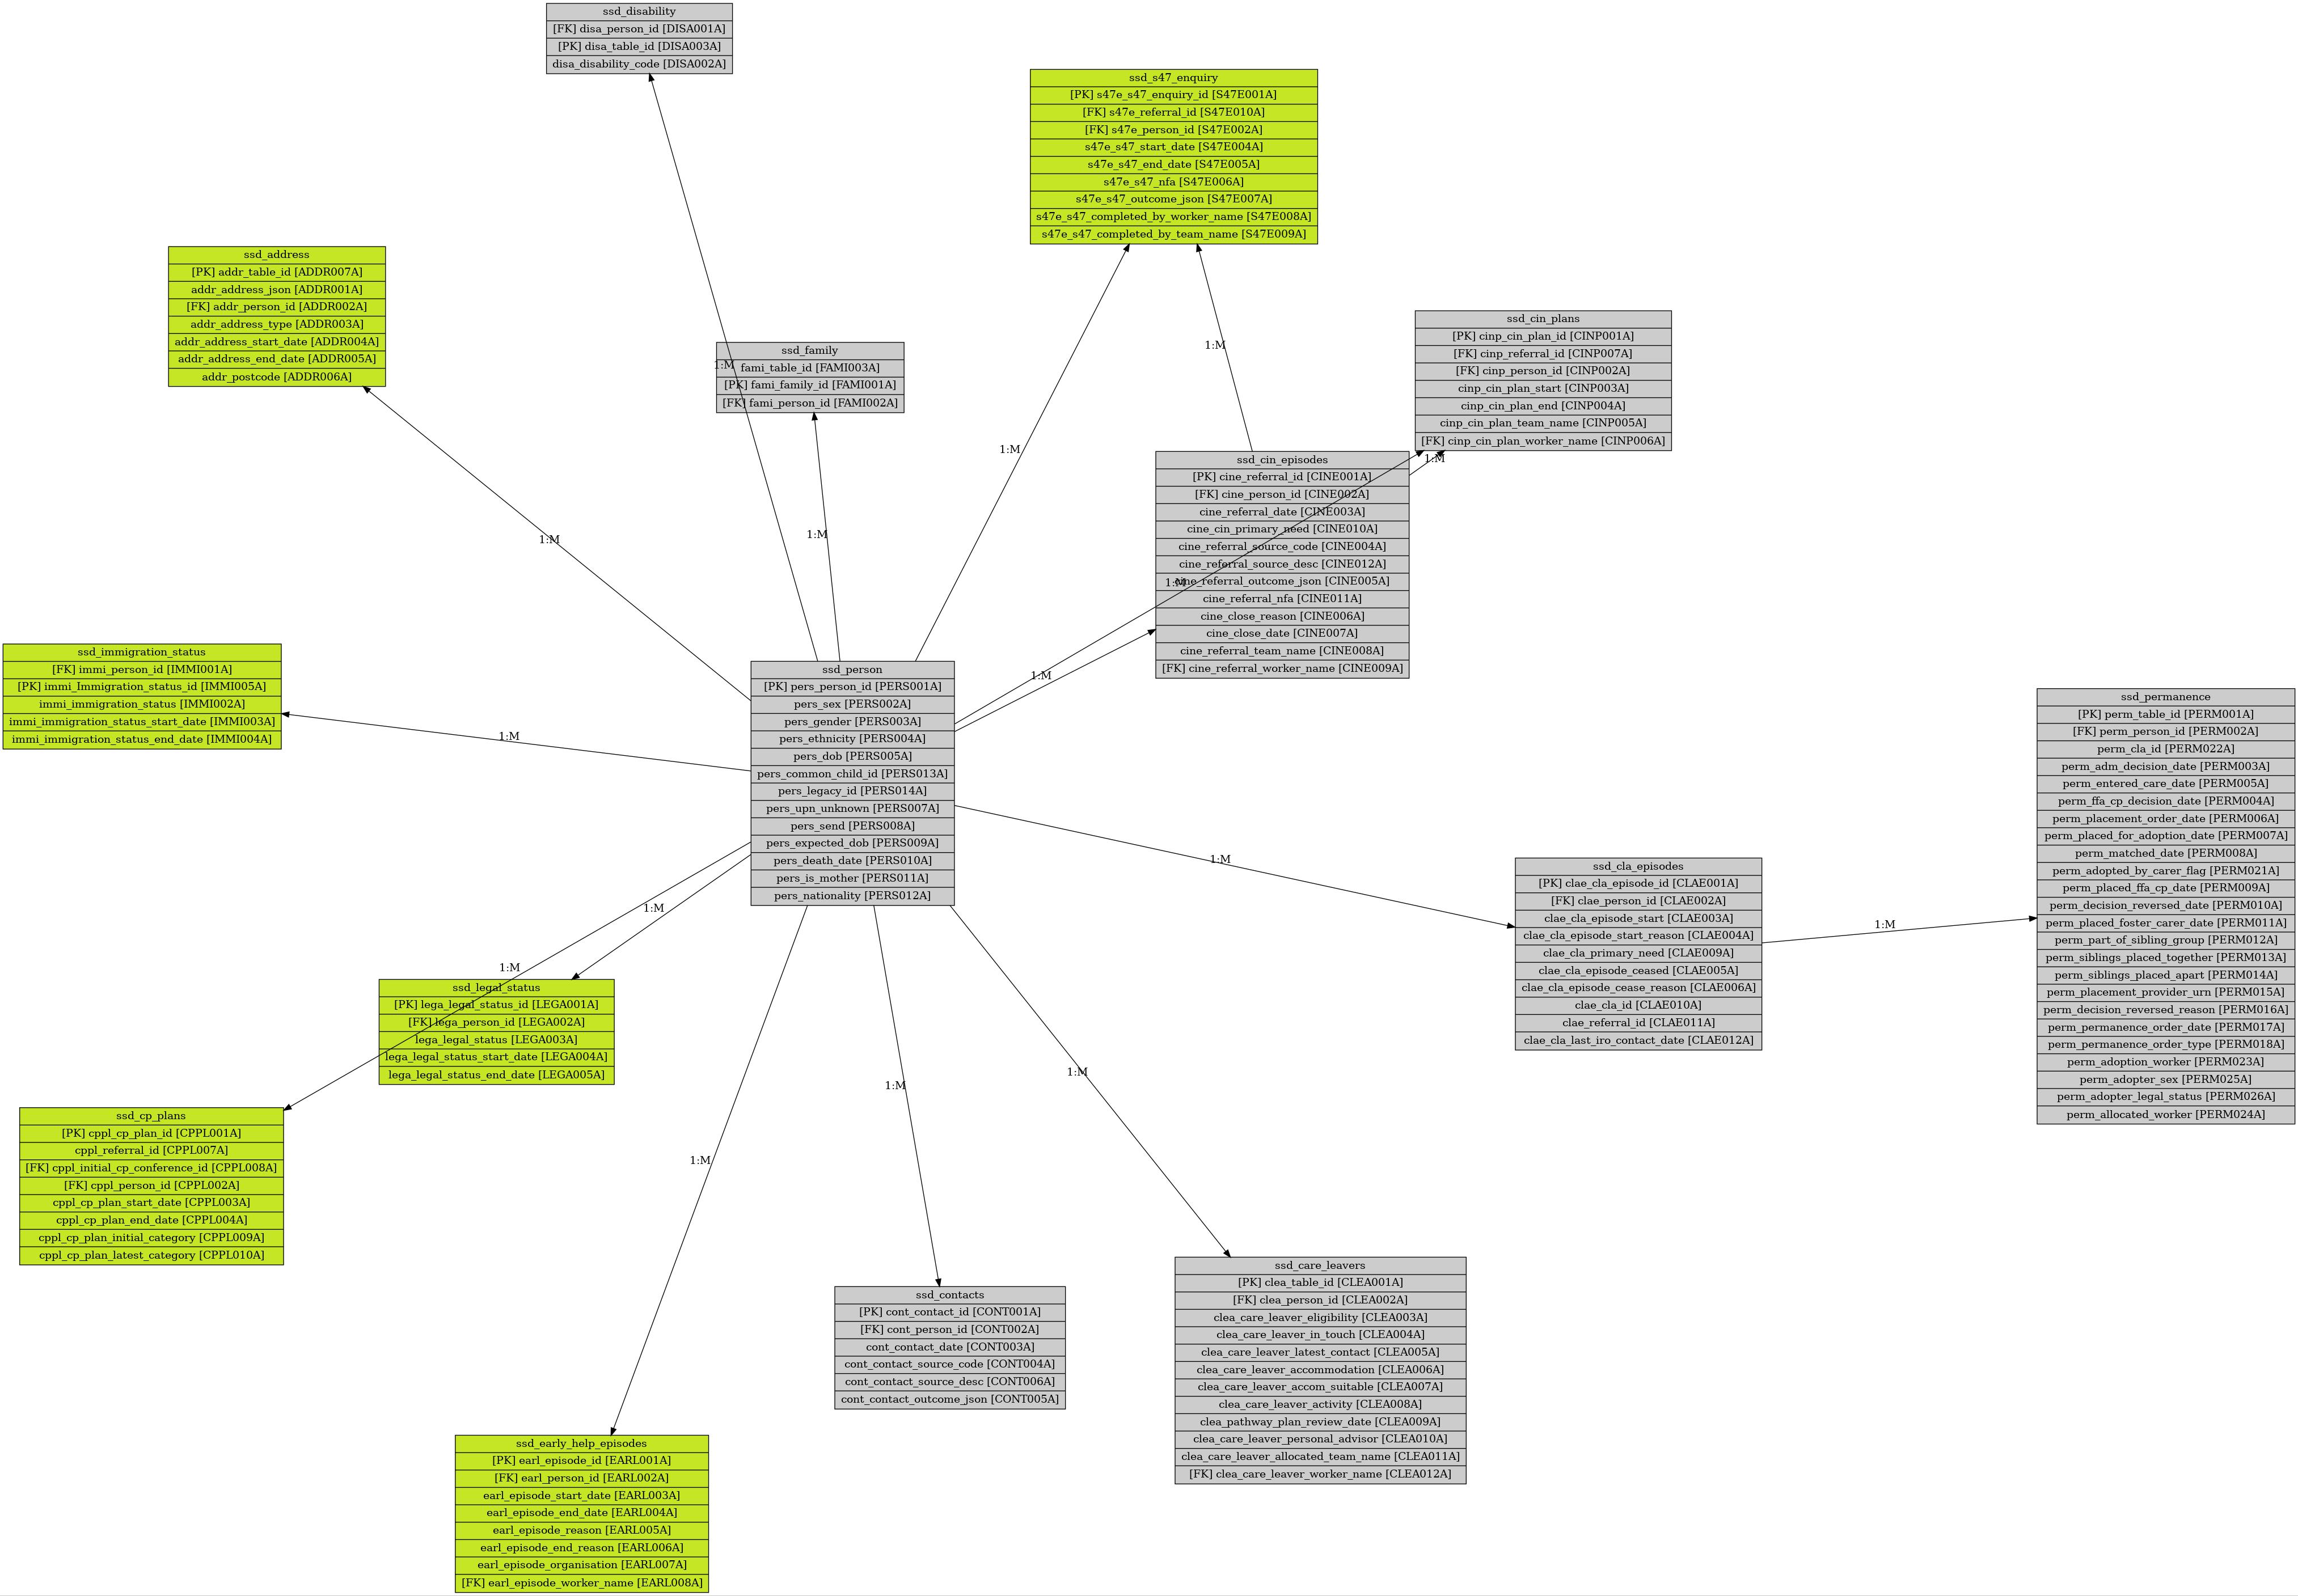 ssd_disability
[FK] disa_person_id [DISA001A]
[PK] disa_table_id [DISA003A]
disa_disability_code [DISA002A]
ssd_s47_enquiry
[PK] s47e_s47_enquiry_id [S47E001A]
[FK] s47e_referral_id [S47E010A]
[FK] s47e_person_id [S47E002A]
s47e_s47_start_date [S47E004A]
s47e_s47_end_date [S47E005A]
s47e_s47_nfa [S47E006A]
s47e_s47_outcome_json [S47E007A]
s47e_s47_completed_by_worker_name [S47E008A]
s47e_s47_completed_by_team_name [S47E009A]
ssd_address
[PK] addr_table_id [ADDR007A]
addr_address_json [ADDR001A]
[FK] addr_person_id [ADDR002A]
addr_address_type [ADDR003A]
addr_address_start_date [ADDR004A]
addr_address_end_date [ADDR005A]
addr_postcode [ADDR006A]
ssd_family
fami_table_id [FAMI003A]
[PK] fami_family_id [FAMI001A]
[FK] fami_person_id [FAMI002A]
1:M
1:M
ssd_cin_plans
[PK] cinp_cin_plan_id [CINP001A]
[FK] cinp_referral_id [CINP007A]
[FK] cinp_person_id [CINP002A]
cinp_cin_plan_start [CINP003A]
cinp_cin_plan_end [CINP004A]
cinp_cin_plan_team_name [CINP005A]
[FK] cinp_cin_plan_worker_name [CINP006A]
1:M
1:M
ssd_cin_episodes
[PK] cine_referral_id [CINE001A]
[FK] cine_person_id [CINE002A]
cine_referral_date [CINE003A]
cine_cin_primary_need [CINE010A]
cine_referral_source_code [CINE004A]
cine_referral_source_desc [CINE012A]
cine_referral_outcome_json [CINE005A]
cine_referral_nfa [CINE011A]
cine_close_reason [CINE006A]
cine_close_date [CINE007A]
cine_referral_team_name [CINE008A]
[FK] cine_referral_worker_name [CINE009A]
1:M
1:M
1:M
1:M
ssd_immigration_status
[FK] immi_person_id [IMMI001A]
[PK] immi_Immigration_status_id [IMMI005A]
immi_immigration_status [IMMI002A]
immi_immigration_status_start_date [IMMI003A]
immi_immigration_status_end_date [IMMI004A]
1:M
ssd_person
[PK] pers_person_id [PERS001A]
pers_sex [PERS002A]
pers_gender [PERS003A]
pers_ethnicity [PERS004A]
pers_dob [PERS005A]
pers_common_child_id [PERS013A]
pers_legacy_id [PERS014A]
pers_upn_unknown [PERS007A]
pers_send [PERS008A]
pers_expected_dob [PERS009A]
pers_death_date [PERS010A]
pers_is_mother [PERS011A]
pers_nationality [PERS012A]
ssd_permanence
[PK] perm_table_id [PERM001A]
[FK] perm_person_id [PERM002A]
perm_cla_id [PERM022A]
perm_adm_decision_date [PERM003A]
perm_entered_care_date [PERM005A]
perm_ffa_cp_decision_date [PERM004A]
perm_placement_order_date [PERM006A]
perm_placed_for_adoption_date [PERM007A]
perm_matched_date [PERM008A]
perm_adopted_by_carer_flag [PERM021A]
perm_placed_ffa_cp_date [PERM009A]
perm_decision_reversed_date [PERM010A]
perm_placed_foster_carer_date [PERM011A]
perm_part_of_sibling_group [PERM012A]
perm_siblings_placed_together [PERM013A]
perm_siblings_placed_apart [PERM014A]
perm_placement_provider_urn [PERM015A]
perm_decision_reversed_reason [PERM016A]
perm_permanence_order_date [PERM017A]
perm_permanence_order_type [PERM018A]
perm_adoption_worker [PERM023A]
perm_adopter_sex [PERM025A]
perm_adopter_legal_status [PERM026A]
perm_allocated_worker [PERM024A]
1:M
ssd_cla_episodes
[PK] clae_cla_episode_id [CLAE001A]
[FK] clae_person_id [CLAE002A]
clae_cla_episode_start [CLAE003A]
clae_cla_episode_start_reason [CLAE004A]
clae_cla_primary_need [CLAE009A]
clae_cla_episode_ceased [CLAE005A]
clae_cla_episode_cease_reason [CLAE006A]
clae_cla_id [CLAE010A]
clae_referral_id [CLAE011A]
clae_cla_last_iro_contact_date [CLAE012A]
1:M
1:M
1:M
ssd_legal_status
[PK] lega_legal_status_id [LEGA001A]
[FK] lega_person_id [LEGA002A]
lega_legal_status [LEGA003A]
lega_legal_status_start_date [LEGA004A]
lega_legal_status_end_date [LEGA005A]
1:M
1:M
ssd_cp_plans
[PK] cppl_cp_plan_id [CPPL001A]
cppl_referral_id [CPPL007A]
[FK] cppl_initial_cp_conference_id [CPPL008A]
[FK] cppl_person_id [CPPL002A]
cppl_cp_plan_start_date [CPPL003A]
cppl_cp_plan_end_date [CPPL004A]
cppl_cp_plan_initial_category [CPPL009A]
cppl_cp_plan_latest_category [CPPL010A]
1:M
ssd_contacts
[PK] cont_contact_id [CONT001A]
[FK] cont_person_id [CONT002A]
cont_contact_date [CONT003A]
cont_contact_source_code [CONT004A]
cont_contact_source_desc [CONT006A]
cont_contact_outcome_json [CONT005A]
ssd_care_leavers
[PK] clea_table_id [CLEA001A]
[FK] clea_person_id [CLEA002A]
clea_care_leaver_eligibility [CLEA003A]
clea_care_leaver_in_touch [CLEA004A]
clea_care_leaver_latest_contact [CLEA005A]
clea_care_leaver_accommodation [CLEA006A]
clea_care_leaver_accom_suitable [CLEA007A]
clea_care_leaver_activity [CLEA008A]
clea_pathway_plan_review_date [CLEA009A]
clea_care_leaver_personal_advisor [CLEA010A]
clea_care_leaver_allocated_team_name [CLEA011A]
[FK] clea_care_leaver_worker_name [CLEA012A]
ssd_early_help_episodes
[PK] earl_episode_id [EARL001A]
[FK] earl_person_id [EARL002A]
earl_episode_start_date [EARL003A]
earl_episode_end_date [EARL004A]
earl_episode_reason [EARL005A]
earl_episode_end_reason [EARL006A]
earl_episode_organisation [EARL007A]
[FK] earl_episode_worker_name [EARL008A]